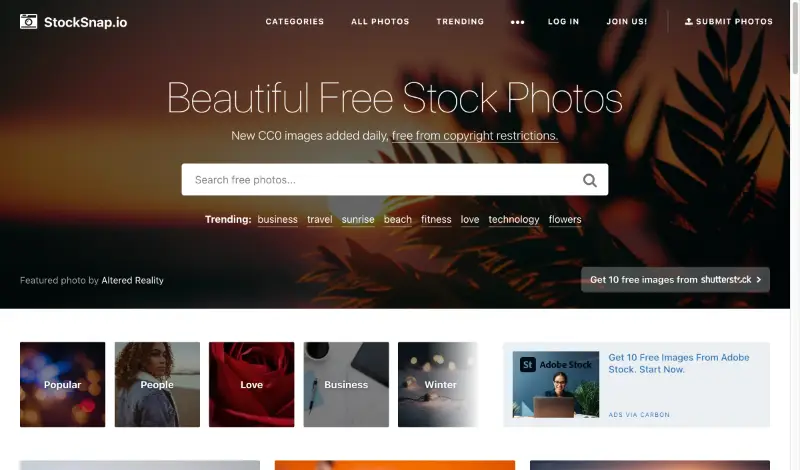 StockSnap.io
CATEGORIES
ALL PHOTOS
TRENDING
•••
LOG IN
JOIN US!
SUBMIT PHOTOS
Beautiful Free Stock Photos
New CC0 images added daily, free from copyright restrictions.
Search free photos...
Trending: business travel sunrise beach fitness love technology flowers
Featured photo by Altered Reality
Get 10 free images from shutterstock
Popular
People
Love
Business
Winter
St Adobe Stock
Get 10 Free Images From Adobe
Stock. Start Now.
ADS VIA CARBON